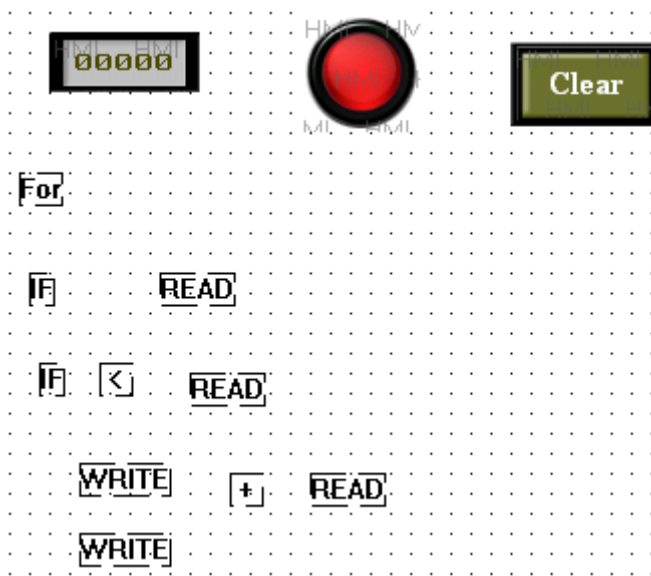 00000 Clear
For
IF READ
IF < READ
WRITE + READ
WRITE